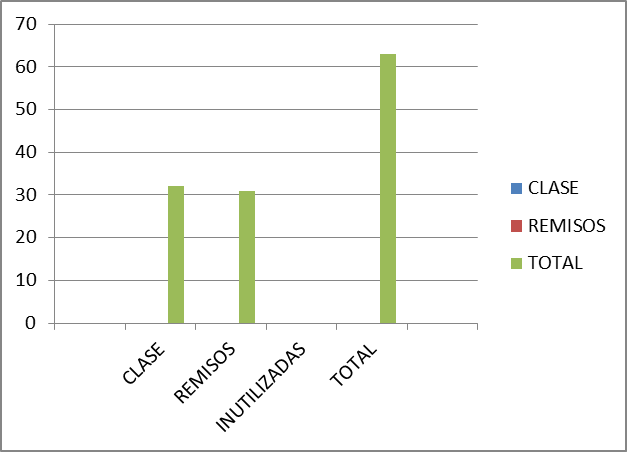 70
60
50
40
30
20
10
0
CLASE
REMISOS
INUTILIZADAS
TOTAL
CLASE
REMISOS
TOTAL